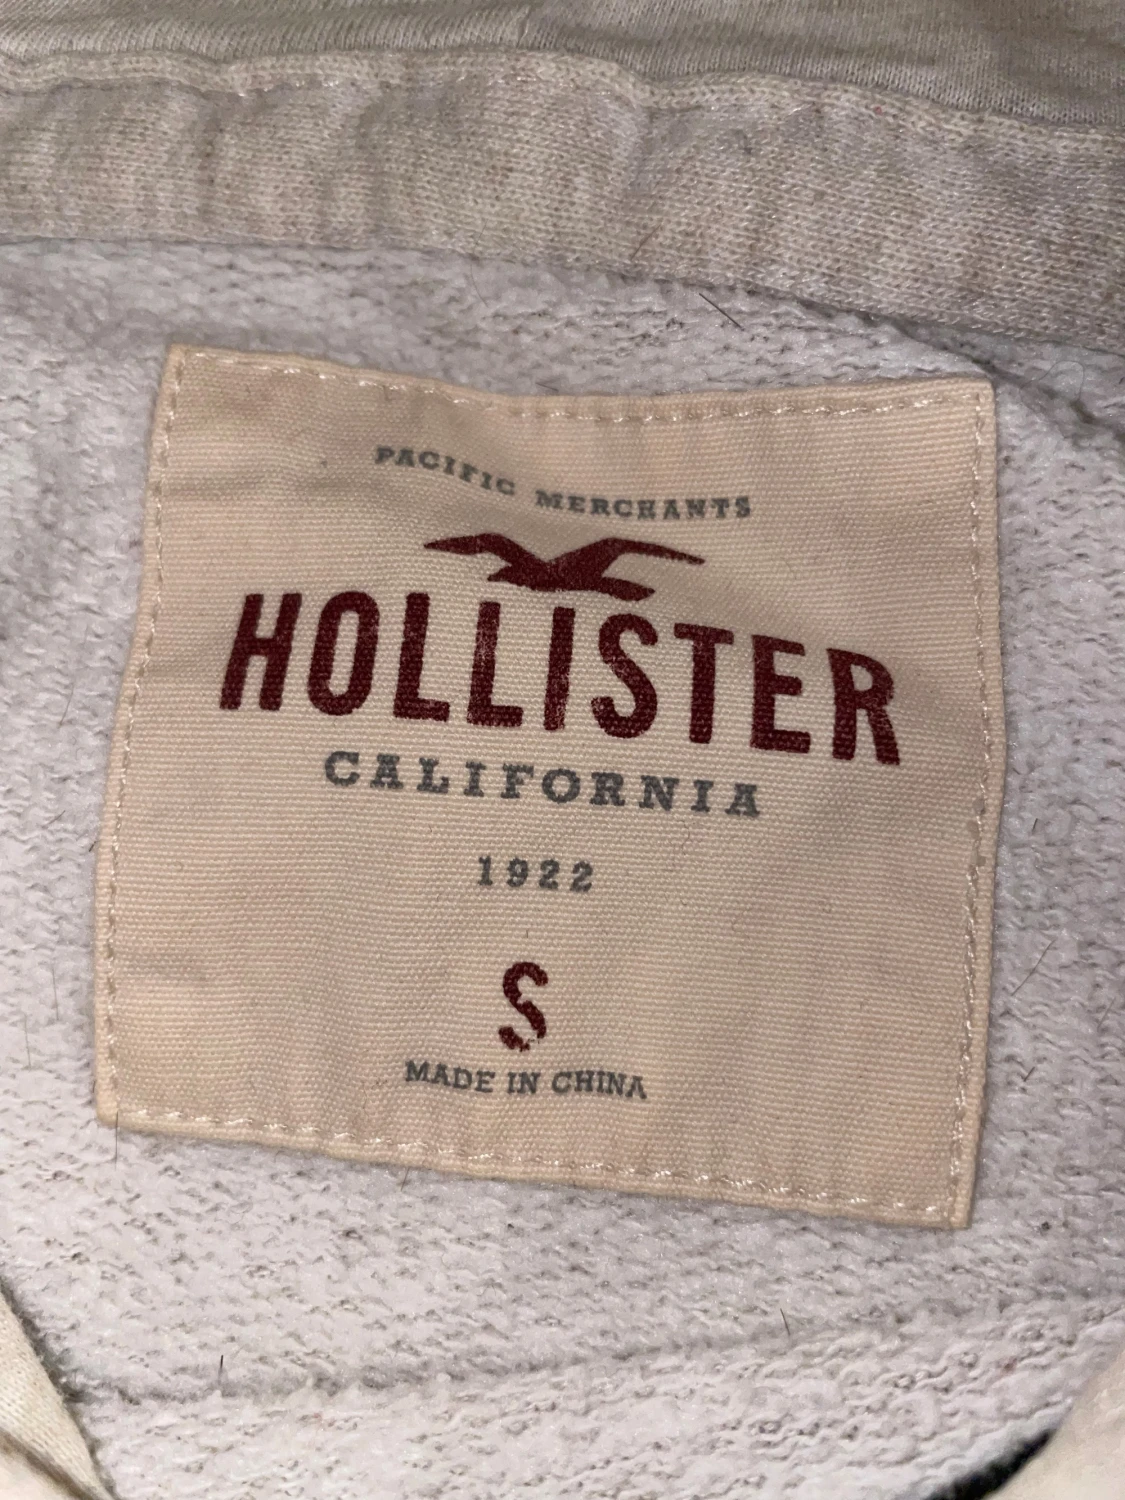 PACIFIC MERCHANTS
HOLLISTER
CALIFORNIA
1922
S
MADE IN CHINA